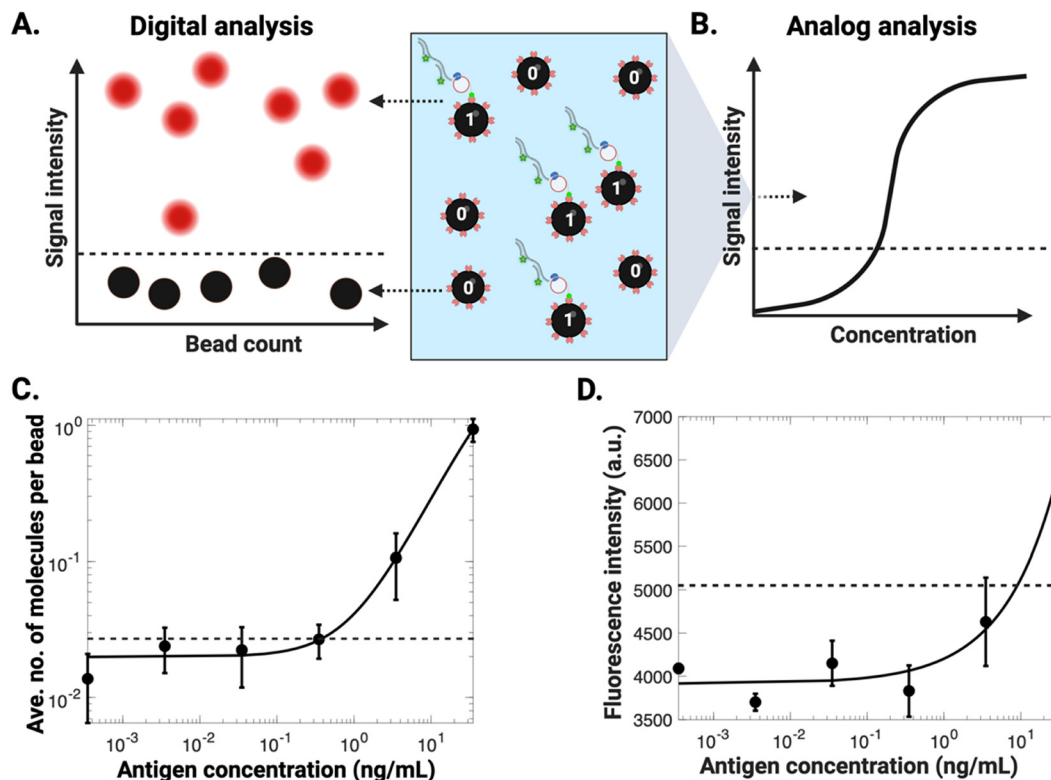 A.
Digital analysis
Signal intensity
Bead count
0
0
1
1
1
0
0
0
1
B.
Analog analysis
Signal intensity
Concentration
C.
Ave. no. of molecules per bead
10^0
10^-1
10^-2
10^-3
10^-2
10^-1
10^0
10^1
Antigen concentration (ng/mL)
D.
Fluorescence intensity (a.u.)
7000
6500
6000
5500
5000
4500
4000
3500
10^-3
10^-2
10^-1
10^0
10^1
Antigen concentration (ng/mL)